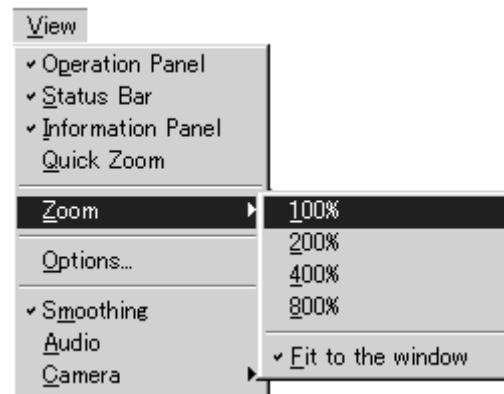 View
Operation Panel
Status Bar
Information Panel
Quick Zoom
Zoom
100%
200%
400%
800%
Fit to the window
Options...
Smoothing
Audio
Camera